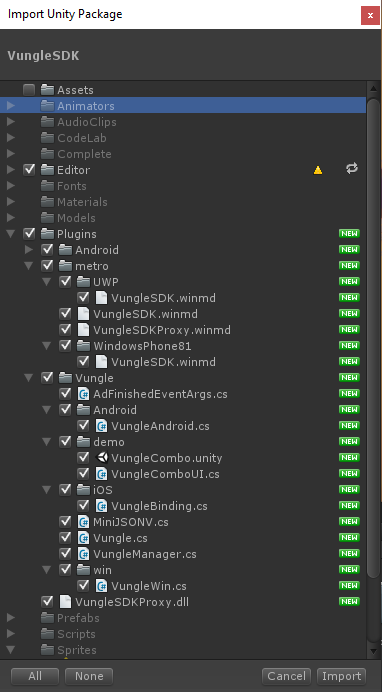 Import Unity Package
x
VungleSDK
Assets
Animators
AudioClips
CodeLab
Complete
Editor
Fonts
Materials
Models
Plugins NEW
Android NEW
metro NEW
UWP NEW
VungleSDK.winmd NEW
VungleSDK.winmd NEW
VungleSDKProxy.winmd NEW
WindowsPhone81 NEW
VungleSDK.winmd NEW
Vungle NEW
C# AdFinishedEventArgs.cs NEW
Android NEW
C# VungleAndroid.cs NEW
demo NEW
VungleCombo.unity NEW
C# VungleComboUI.cs NEW
iOS NEW
C# VungleBinding.cs NEW
C# MiniJSONV.cs NEW
C# Vungle.cs NEW
C# VungleManager.cs NEW
win NEW
C# VungleWin.cs NEW
VungleSDKProxy.dll NEW
Prefabs
Scripts
Sprites
All None Cancel Import